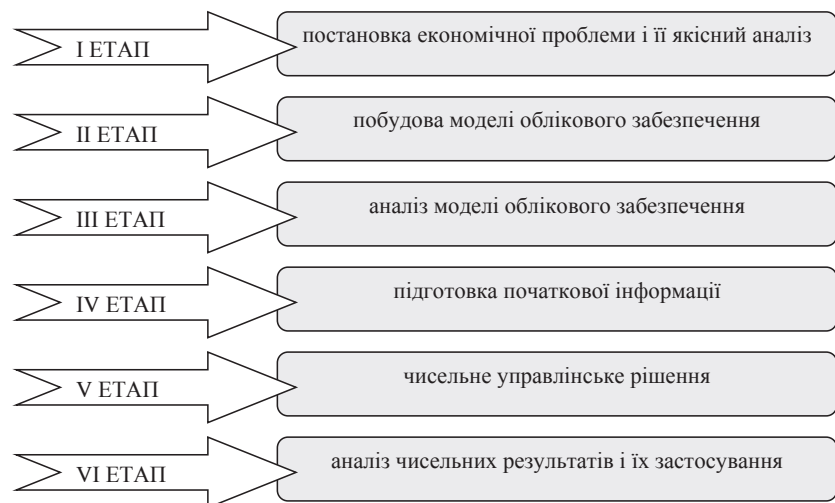 І ЕТАП
постановка економічної проблеми і її якісний аналіз
ІІ ЕТАП
побудова моделі облікового забезпечення
ІІІ ЕТАП
аналіз моделі облікового забезпечення
IV ЕТАП
підготовка початкової інформації
V ЕТАП
чисельне управлінське рішення
VI ЕТАП
аналіз чисельних результатів і їх застосування